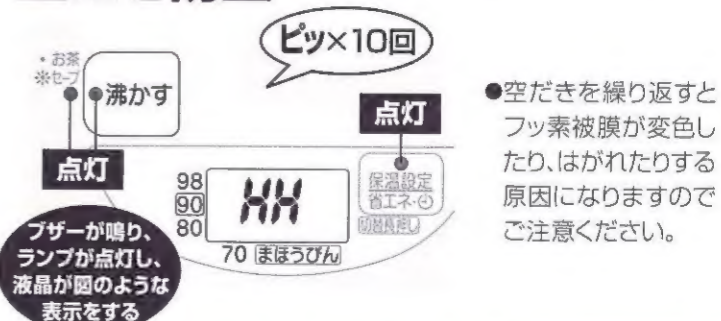 ピッ×10回
・お茶
※セーブ
沸かす
点灯
点灯
98
90
80
HH
70 まほうびん
保温設定
省エネ・
切替長押し
ブザーが鳴り、
ランプが点灯し、
液晶が図のような
表示をする
●空だきを繰り返すと
フッ素被膜が変色し
たり、はがれたりする
原因になりますので
ご注意ください。